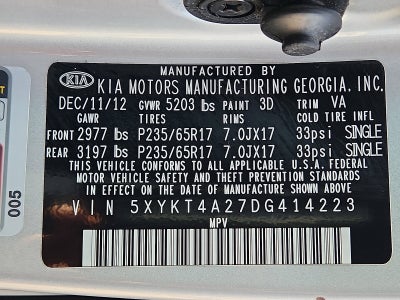 MANUFACTURED BY
KIA KIA MOTORS MANUFACTURING GEORGIA, INC.
DEC/11/12 GVWR 5203 lbs PAINT 3D TRIM VA
COLD TIRE INFL
FRONT 2977 lbs P235/65R17 7.0JX17 33psi SINGLE
REAR 3197 lbs P235/65R17 7.0JX17 33psi SINGLE
THIS VEHICLE CONFORMS TO ALL APPLICABLE U.S.A. FEDERAL
MOTOR VEHICLE SAFETY AND THEFT PREVENTION STANDARDS
IN EFFECT ON THE DATE OF MANUFACTURE SHOWN ABOVE
VIN 5XYKT4A27DG414223
MPV
005